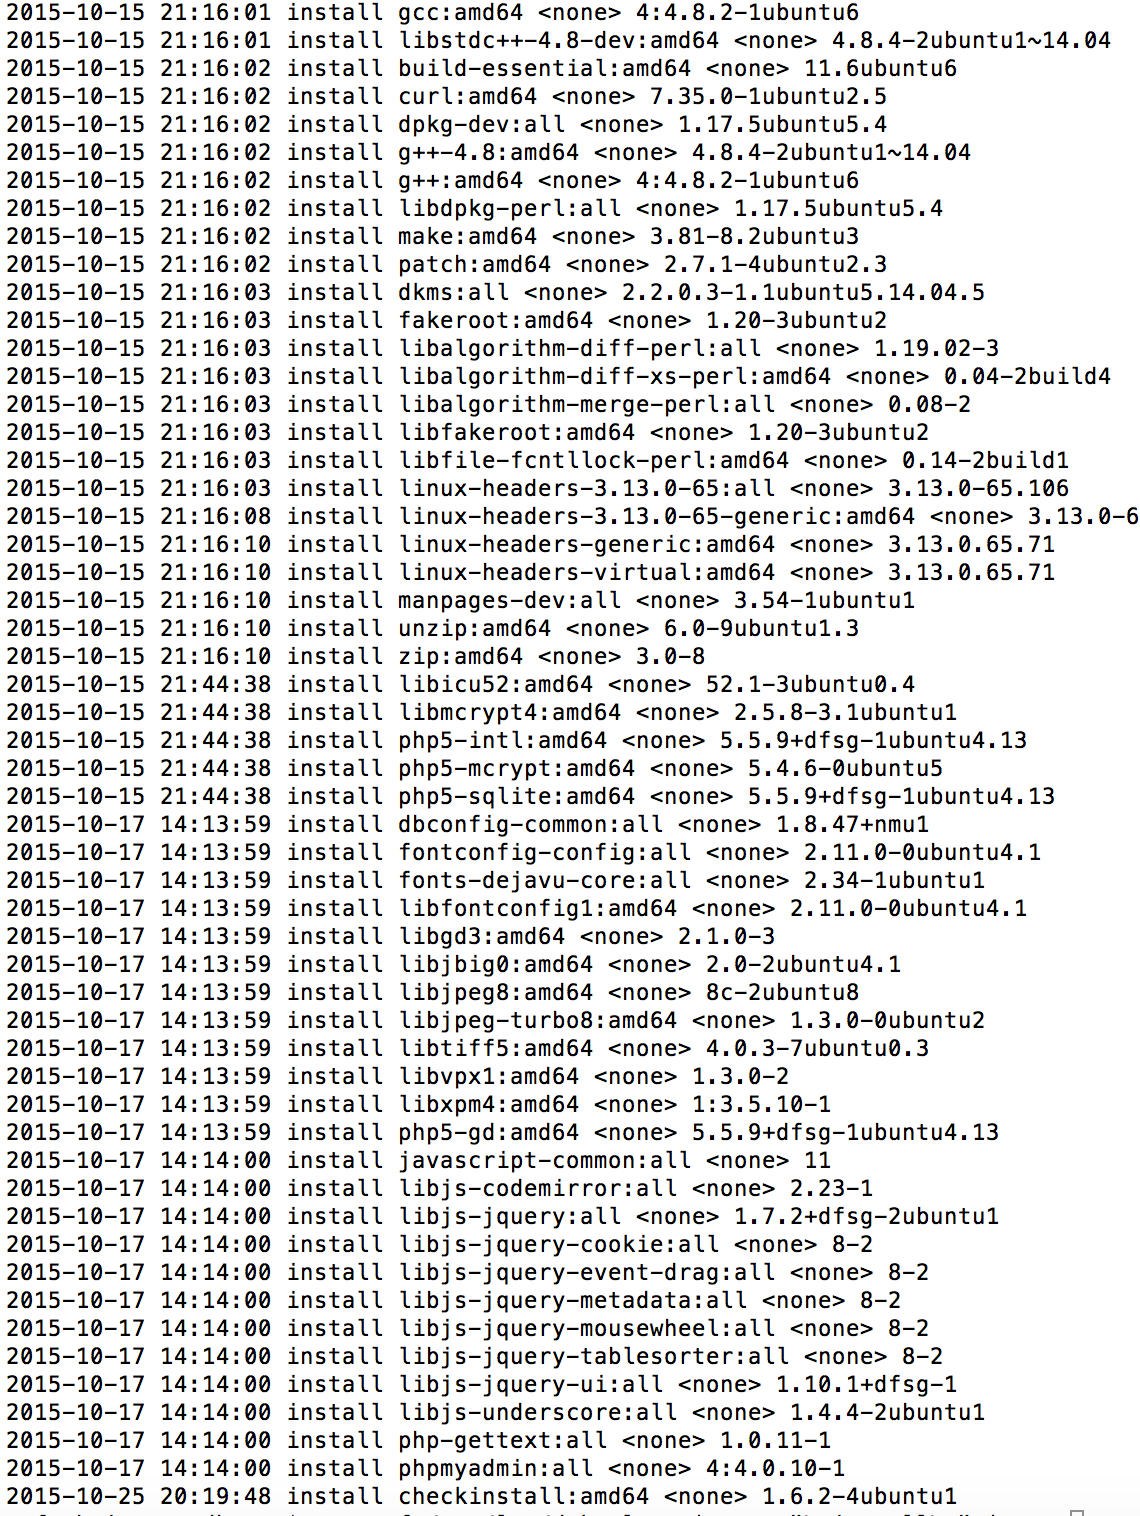 2015-10-15 21:16:01 install gcc:amd64 <none> 4:4.8.2-1ubuntu6
2015-10-15 21:16:01 install libstdc++-4.8-dev:amd64 <none> 4.8.4-2ubuntu1~14.04
2015-10-15 21:16:02 install build-essential:amd64 <none> 11.6ubuntu6
2015-10-15 21:16:02 install curl:amd64 <none> 7.35.0-1ubuntu2.5
2015-10-15 21:16:02 install dpkg-dev:all <none> 1.17.5ubuntu5.4
2015-10-15 21:16:02 install g++-4.8:amd64 <none> 4.8.4-2ubuntu1~14.04
2015-10-15 21:16:02 install g++:amd64 <none> 4:4.8.2-1ubuntu6
2015-10-15 21:16:02 install libdpkg-perl:all <none> 1.17.5ubuntu5.4
2015-10-15 21:16:02 install make:amd64 <none> 3.81-8.2ubuntu3
2015-10-15 21:16:02 install patch:amd64 <none> 2.7.1-4ubuntu2.3
2015-10-15 21:16:03 install dkms:all <none> 2.2.0.3-1.1ubuntu5.14.04.5
2015-10-15 21:16:03 install fakeroot:amd64 <none> 1.20-3ubuntu2
2015-10-15 21:16:03 install libalgorithm-diff-perl:all <none> 1.19.02-3
2015-10-15 21:16:03 install libalgorithm-diff-xs-perl:amd64 <none> 0.04-2build4
2015-10-15 21:16:03 install libalgorithm-merge-perl:all <none> 0.08-2
2015-10-15 21:16:03 install libfakeroot:amd64 <none> 1.20-3ubuntu2
2015-10-15 21:16:03 install libfile-fcntllock-perl:amd64 <none> 0.14-2build1
2015-10-15 21:16:03 install linux-headers-3.13.0-65:all <none> 3.13.0-65.106
2015-10-15 21:16:08 install linux-headers-3.13.0-65-generic:amd64 <none> 3.13.0-6
2015-10-15 21:16:10 install linux-headers-generic:amd64 <none> 3.13.0.65.71
2015-10-15 21:16:10 install linux-headers-virtual:amd64 <none> 3.13.0.65.71
2015-10-15 21:16:10 install manpages-dev:all <none> 3.54-1ubuntu1
2015-10-15 21:16:10 install unzip:amd64 <none> 6.0-9ubuntu1.3
2015-10-15 21:16:10 install zip:amd64 <none> 3.0-8
2015-10-15 21:44:38 install libicu52:amd64 <none> 52.1-3ubuntu0.4
2015-10-15 21:44:38 install libmcrypt4:amd64 <none> 2.5.8-3.1ubuntu1
2015-10-15 21:44:38 install php5-intl:amd64 <none> 5.5.9+dfsg-1ubuntu4.13
2015-10-15 21:44:38 install php5-mcrypt:amd64 <none> 5.4.6-0ubuntu5
2015-10-15 21:44:38 install php5-sqlite:amd64 <none> 5.5.9+dfsg-1ubuntu4.13
2015-10-17 14:13:59 install dbconfig-common:all <none> 1.8.47+nmu1
2015-10-17 14:13:59 install fontconfig-config:all <none> 2.11.0-0ubuntu4.1
2015-10-17 14:13:59 install fonts-dejavu-core:all <none> 2.34-1ubuntu1
2015-10-17 14:13:59 install libfontconfig1:amd64 <none> 2.11.0-0ubuntu4.1
2015-10-17 14:13:59 install libgd3:amd64 <none> 2.1.0-3
2015-10-17 14:13:59 install libjbig0:amd64 <none> 2.0-2ubuntu4.1
2015-10-17 14:13:59 install libjpeg8:amd64 <none> 8c-2ubuntu8
2015-10-17 14:13:59 install libjpeg-turbo8:amd64 <none> 1.3.0-0ubuntu2
2015-10-17 14:13:59 install libtiff5:amd64 <none> 4.0.3-7ubuntu0.3
2015-10-17 14:13:59 install libvpx1:amd64 <none> 1.3.0-2
2015-10-17 14:13:59 install libxpm4:amd64 <none> 1:3.5.10-1
2015-10-17 14:13:59 install php5-gd:amd64 <none> 5.5.9+dfsg-1ubuntu4.13
2015-10-17 14:14:00 install javascript-common:all <none> 11
2015-10-17 14:14:00 install libjs-codemirror:all <none> 2.23-1
2015-10-17 14:14:00 install libjs-jquery:all <none> 1.7.2+dfsg-2ubuntu1
2015-10-17 14:14:00 install libjs-jquery-cookie:all <none> 8-2
2015-10-17 14:14:00 install libjs-jquery-event-drag:all <none> 8-2
2015-10-17 14:14:00 install libjs-jquery-metadata:all <none> 8-2
2015-10-17 14:14:00 install libjs-jquery-mousewheel:all <none> 8-2
2015-10-17 14:14:00 install libjs-jquery-tablesorter:all <none> 8-2
2015-10-17 14:14:00 install libjs-jquery-ui:all <none> 1.10.1+dfsg-1
2015-10-17 14:14:00 install libjs-underscore:all <none> 1.4.4-2ubuntu1
2015-10-17 14:14:00 install php-gettext:all <none> 1.0.11-1
2015-10-17 14:14:00 install phpmyadmin:all <none> 4:4.0.10-1
2015-10-25 20:19:48 install checkinstall:amd64 <none> 1.6.2-4ubuntu1